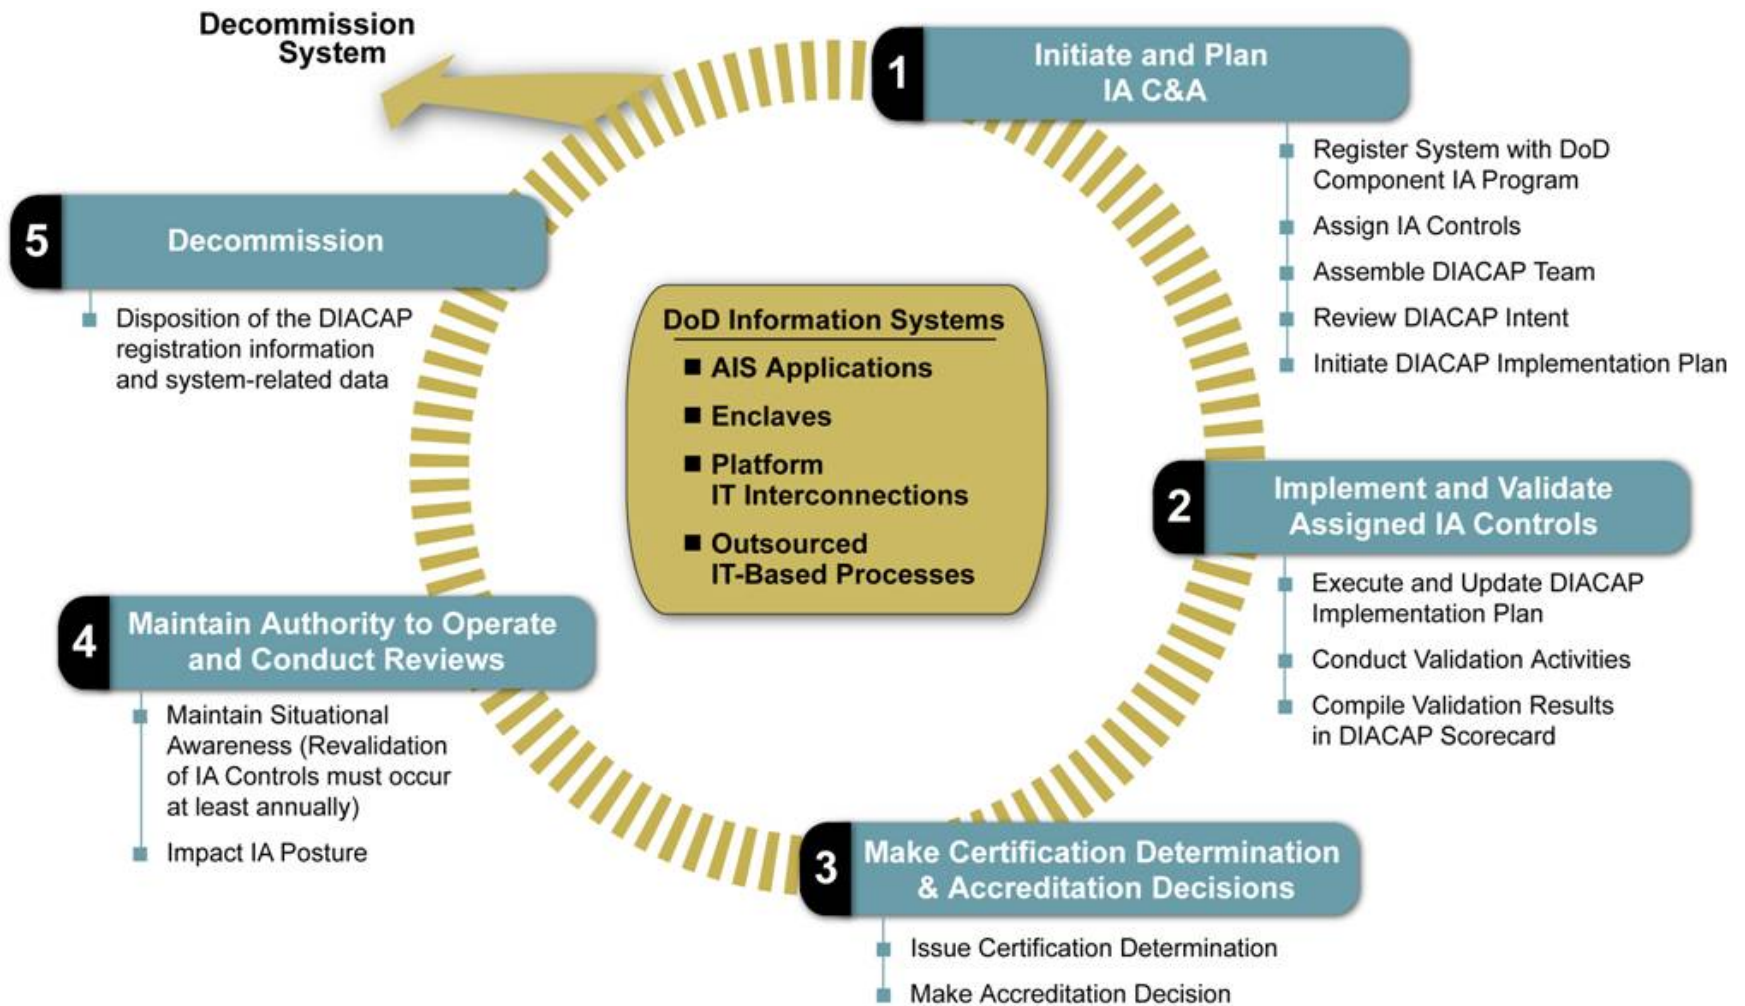 Decommission
System
1
Initiate and Plan
IA C&A
Register System with DoD
Component IA Program
Assign IA Controls
Assemble DIACAP Team
Review DIACAP Intent
Initiate DIACAP Implementation Plan
2
Implement and Validate
Assigned IA Controls
Execute and Update DIACAP
Implementation Plan
Conduct Validation Activities
Compile Validation Results
in DIACAP Scorecard
3
Make Certification Determination
& Accreditation Decisions
Issue Certification Determination
Make Accreditation Decision
4
Maintain Authority to Operate
and Conduct Reviews
Maintain Situational
Awareness (Revalidation
of IA Controls must occur
at least annually)
Impact IA Posture
5
Decommission
Disposition of the DIACAP
registration information
and system-related data
DoD Information Systems
AIS Applications
Enclaves
Platform
IT Interconnections
Outsourced
IT-Based Processes